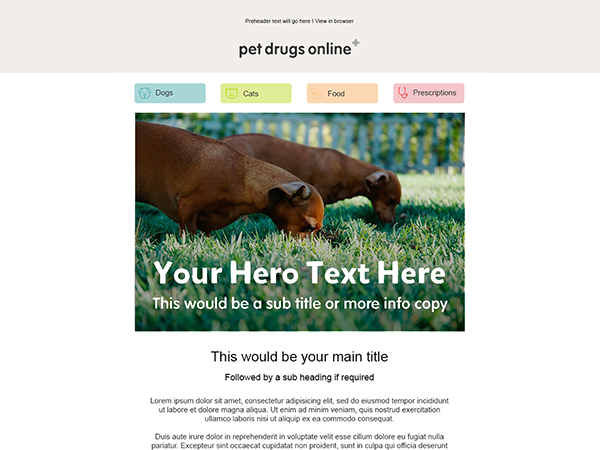 Preheader text will go here I View in browser
pet drugs online
Dogs
Cats
Food
Prescriptions
Your Hero Text Here
This would be a sub title or more info copy
This would be your main title
Followed by a sub heading if required
Lorem ipsum dolor sit amet, consectetur adipisicing elit, sed do eiusmod tempor incididunt
ut labore et dolore magna aliqua. Ut enim ad minim veniam, quis nostrud exercitation
ullamco laboris nisi ut aliquip ex ea commodo consequat.
Duis aute irure dolor in reprehenderit in voluptate velit esse cillum dolore eu fugiat nulla
pariatur. Excepteur sint occaecat cupidatat non proident, sunt in culpa qui officia deserunt